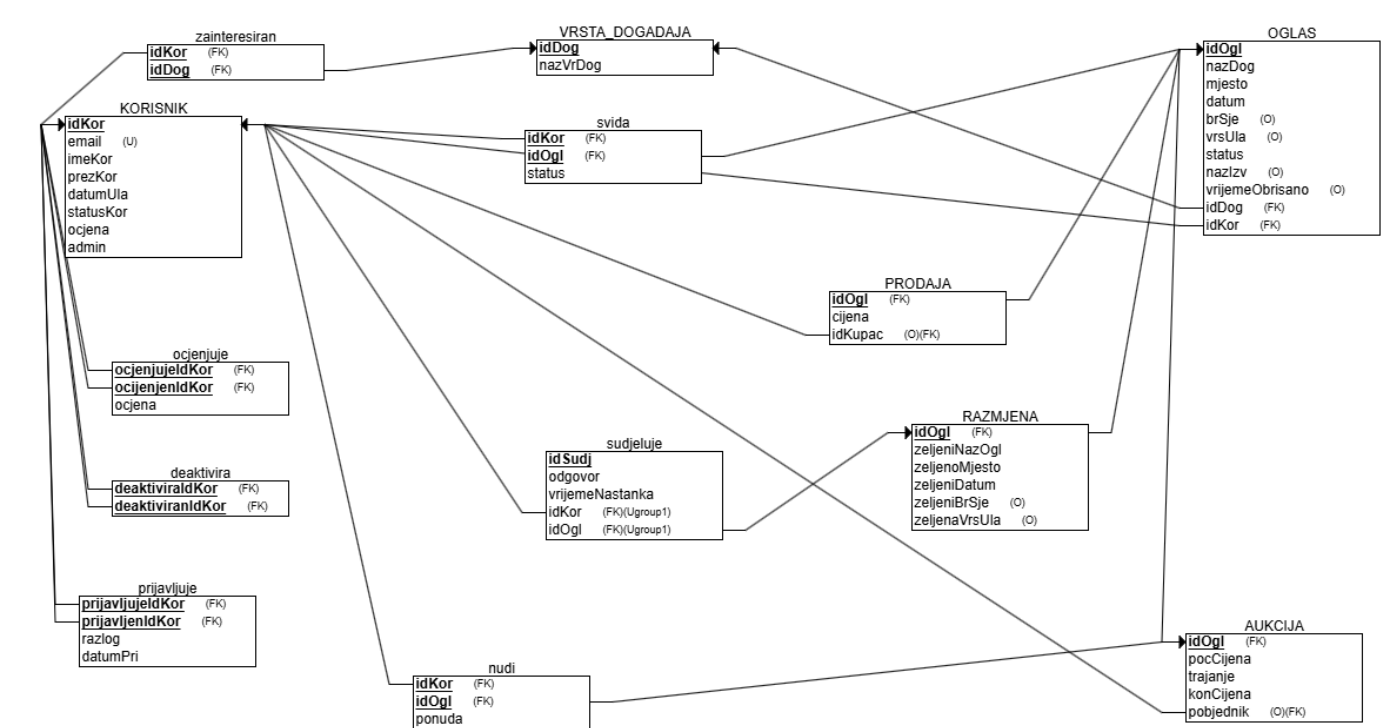 zainteresiran
idKor (FK)
idDog (FK)
VRSTA_DOGADAJA
idDog
nazVrDog
OGLAS
idOgl
nazDog
mjesto
datum
brSje (O)
vrsUla (O)
status
nazIzv (O)
vrijemeObrisano (O)
idDog (FK)
idKor (FK)
KORISNIK
idKor
email (U)
imeKor
prezKor
datumUla
statusKor
ocjena
admin
svida
idKor (FK)
idOgl (FK)
status
PRODAJA
idOgl (FK)
cijena
idKupac (O)(FK)
ocjenjuje
ocjenjujeIdKor (FK)
ocijenjenIdKor (FK)
ocjena
RAZMJENA
idOgl (FK)
zeljeniNazOgl
zeljenoMjesto
zeljeniDatum
zeljeniBrSje (O)
zeljenaVrsUla (O)
sudjeluje
idSudj
odgovor
vrijemeNastanka
idKor (FK)(Ugroup1)
idOgl (FK)(Ugroup1)
deaktivira
deaktiviraIdKor (FK)
deaktiviranIdKor (FK)
prijavljuje
prijavljujeIdKor (FK)
prijavljenIdKor (FK)
razlog
datumPri
AUKCIJA
idOgl (FK)
pocCijena
trajanje
konCijena
pobjednik (O)(FK)
nudi
idKor (FK)
idOgl (FK)
ponuda